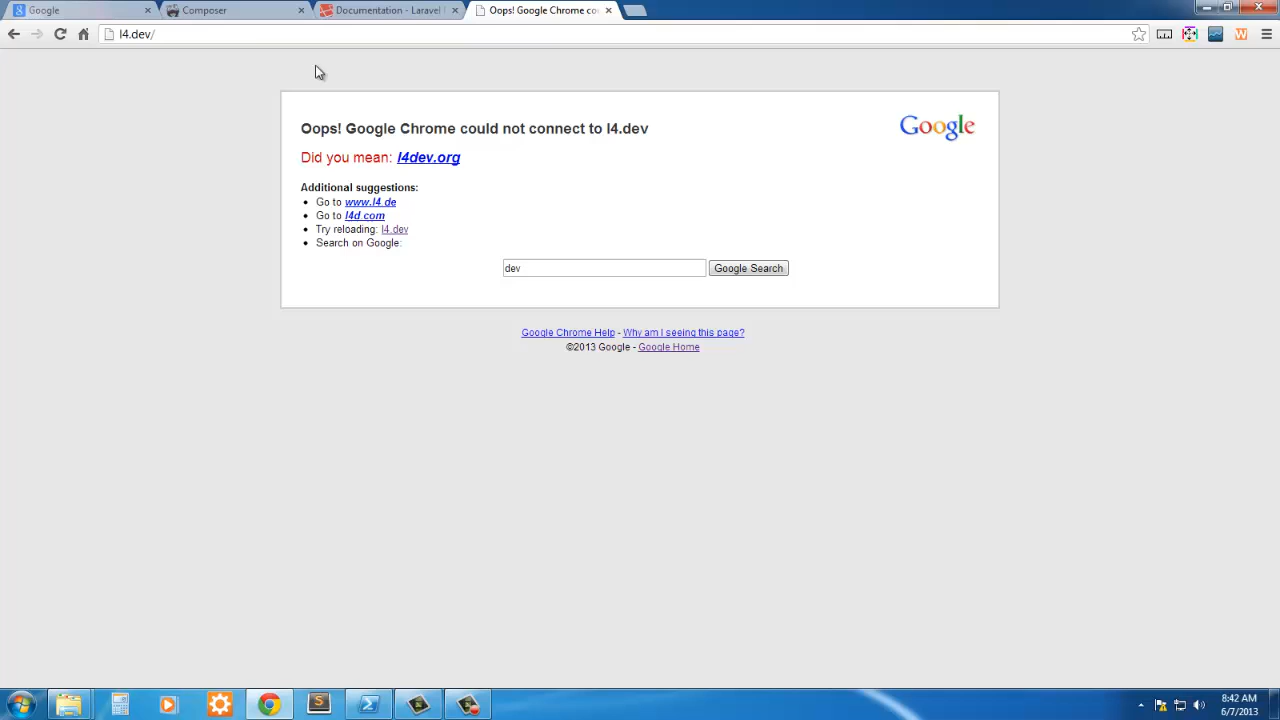 Google
Composer
Documentation - Laravel
Oops! Google Chrome co
l4.dev/
Oops! Google Chrome could not connect to l4.dev
Google
Did you mean: l4dev.org
Additional suggestions:
Go to www.l4.de
Go to l4d.com
Try reloading: l4.dev
Search on Google:
dev
Google Search
Google Chrome Help - Why am I seeing this page?
©2013 Google - Google Home
8:42 AM
6/7/2013